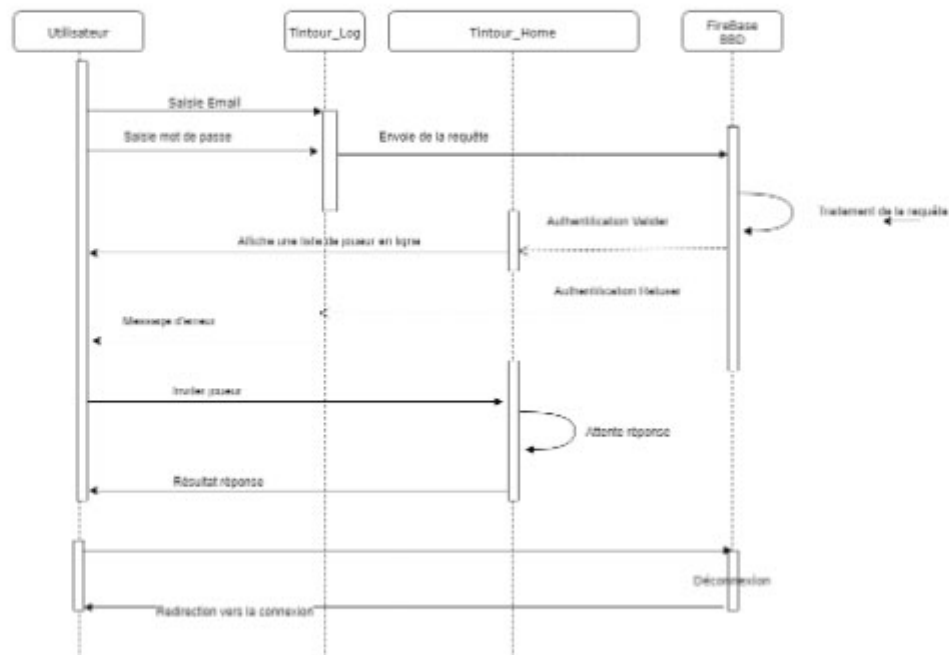 Utilisateur
Tintour_Log
Tintour_Home
FireBase
BBD
Saisie Email
Saisie mot de passe
Envoie de la requête
Traitement de la requête
Authentification Valider
Affiche une liste de joueur en ligne
Authentification Refuser
Message d'erreur
Inviter joueur
Attente réponse
Résultat réponse
Déconnexion
Redirection vers la connexion